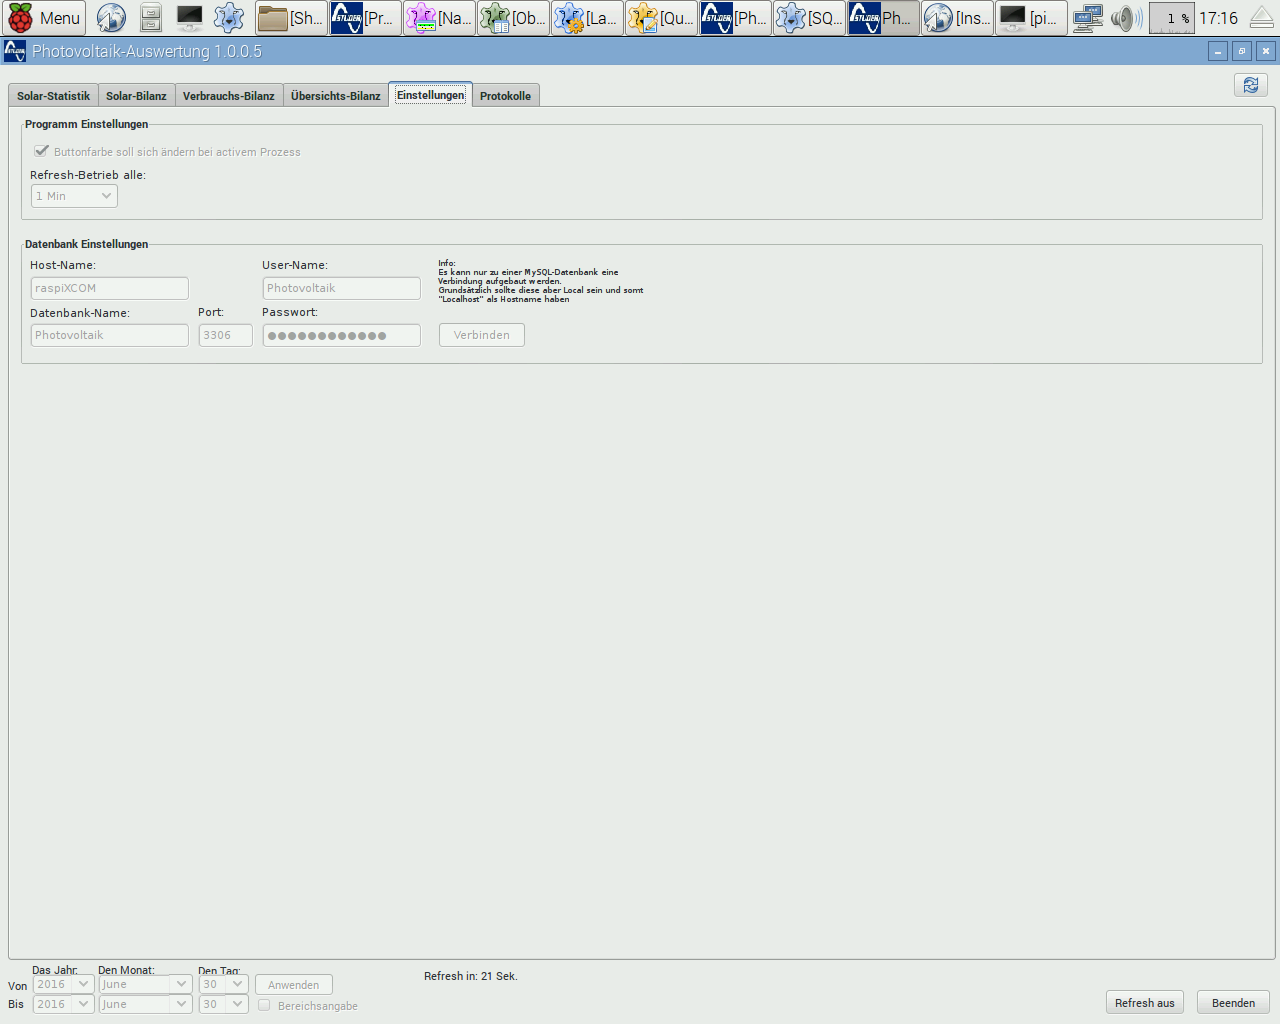 Menu
[Sh...
[Pr...
[Na...
[Ob...
[La...
[Qu...
[Ph...
[SQ...
Ph...
[Ins...
[pi...
1 %
17:16
Photovoltaik-Auswertung 1.0.0.5
Solar-Statistik
Solar-Bilanz
Verbrauchs-Bilanz
Übersichts-Bilanz
Einstellungen
Protokolle
Programm Einstellungen
Buttonfarbe soll sich ändern bei activem Prozess
Refresh-Betrieb alle:
1 Min
Datenbank Einstellungen
Host-Name:
User-Name:
raspiXCOM
Photovoltaik
Info:
Es kann nur zu einer MySQL-Datenbank eine
Verbindung aufgebaut werden.
Grundsätzlich sollte diese aber Local sein und somt
"Localhost" als Hostname haben
Datenbank-Name:
Port:
Passwort:
Photovoltaik
3306
●●●●●●●●●●●●
Verbinden
Das Jahr:
Den Monat:
Den Tag:
Von
2016
June
30
Anwenden
Refresh in: 21 Sek.
Bis
2016
June
30
Bereichsangabe
Refresh aus
Beenden